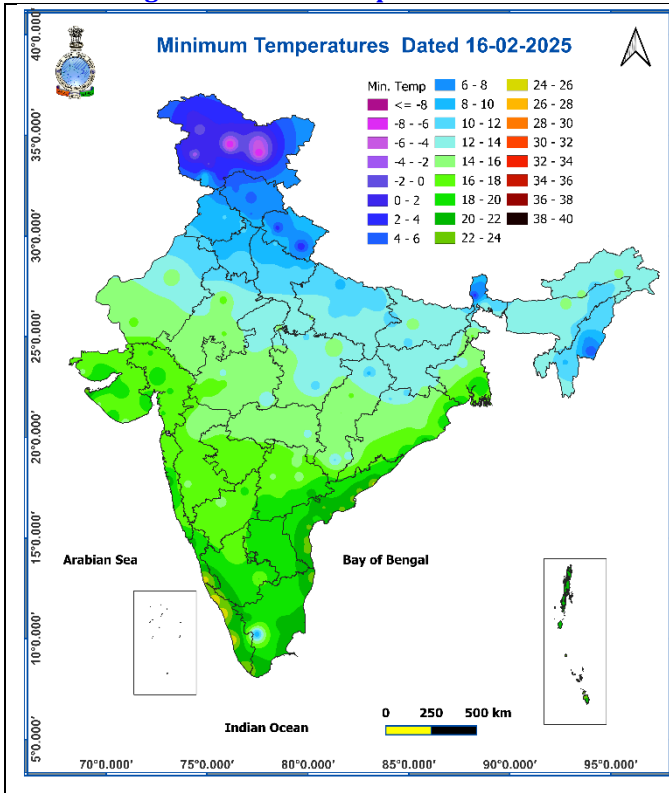 Minimum Temperatures Dated 16-02-2025
Min. Temp
<= -8
-8 - -6
-6 - -4
-4 - -2
-2 - 0
0 - 2
2 - 4
4 - 6
6 - 8
8 - 10
10 - 12
12 - 14
14 - 16
16 - 18
18 - 20
20 - 22
22 - 24
24 - 26
26 - 28
28 - 30
30 - 32
32 - 34
34 - 36
36 - 38
38 - 40
40°0.000'
35°0.000'
30°0.000'
25°0.000'
20°0.000'
15°0.000'
10°0.000'
5°0.000'
Arabian Sea
Bay of Bengal
Indian Ocean
0 250 500 km
70°0.000' 75°0.000' 80°0.000' 85°0.000' 90°0.000' 95°0.000'